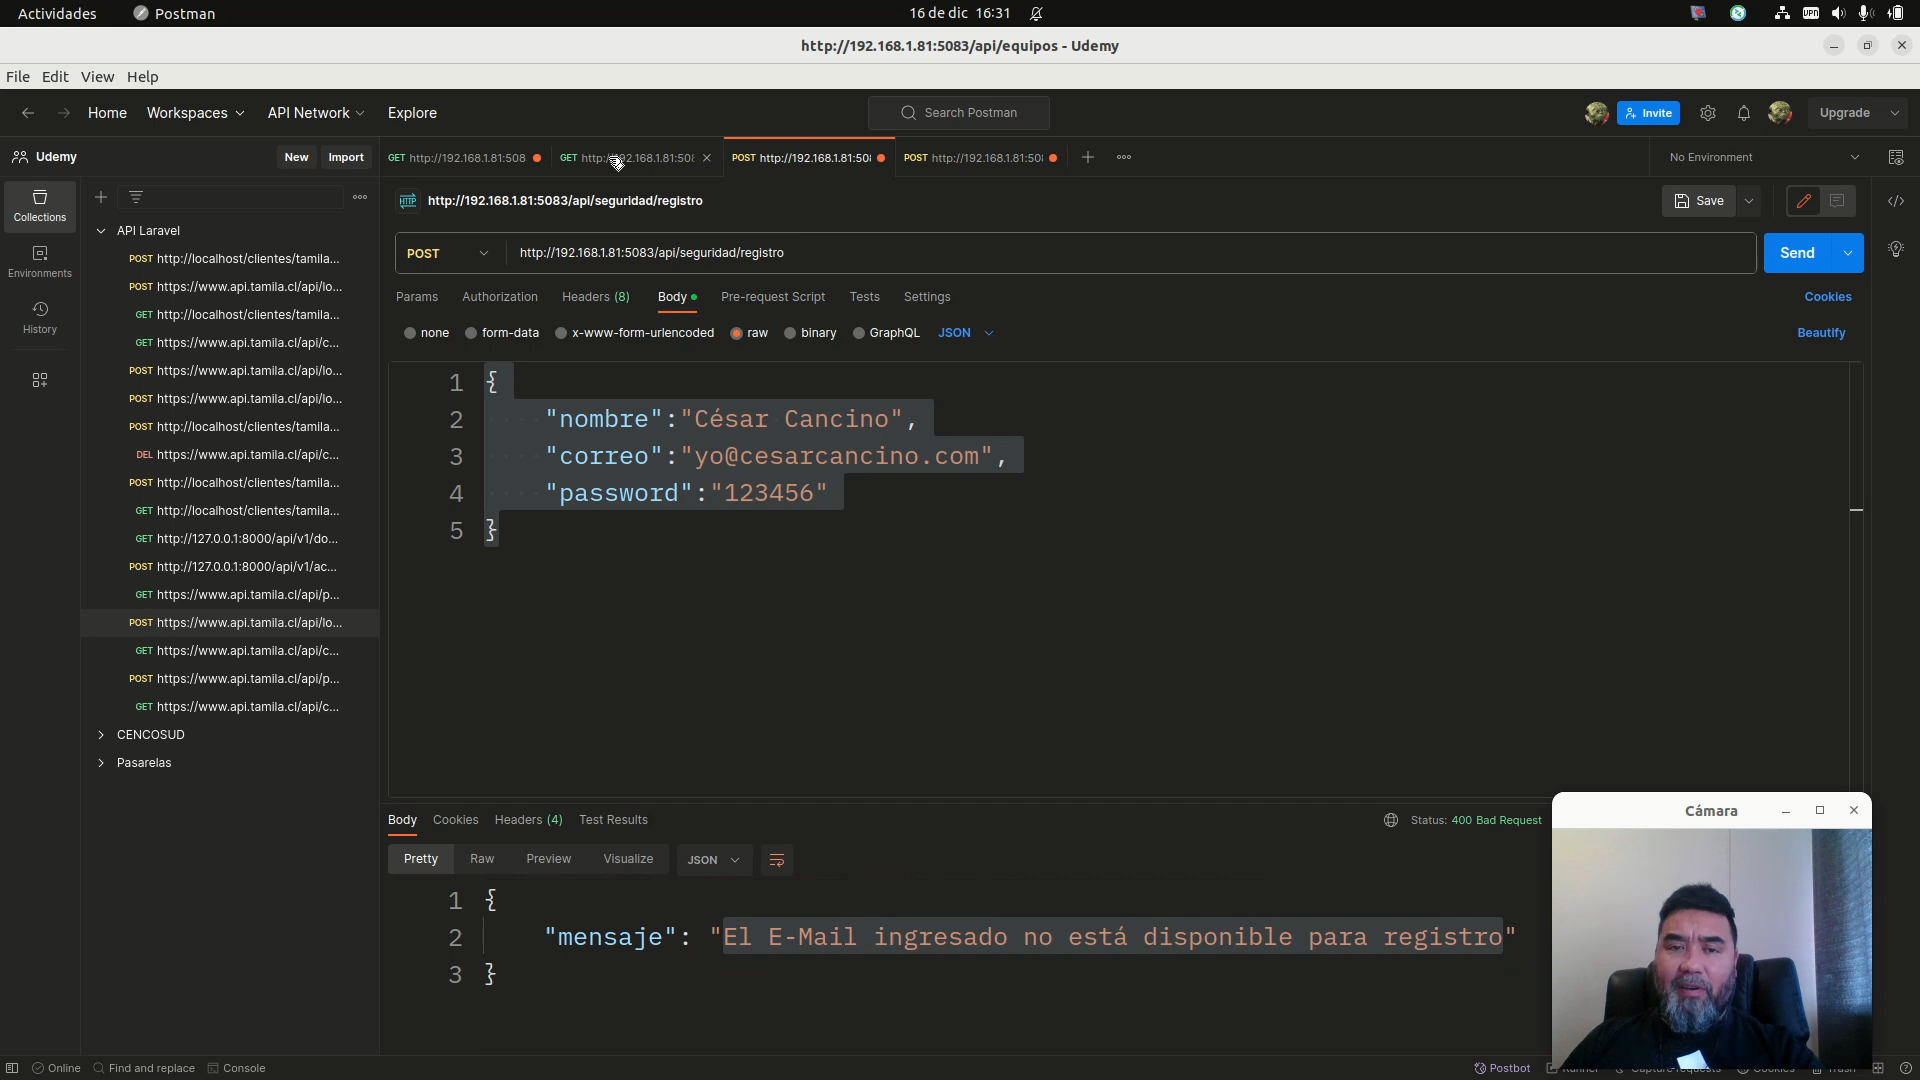 Actividades Postman 16 de dic 16:31
http://192.168.1.81:5083/api/equipos - Udemy
File Edit View Help
Home Workspaces API Network Explore Search Postman Invite Upgrade
Udemy New Import
GET http://192.168.1.81:508 GET http://192.168.1.81:508 POST http://192.168.1.81:508 POST http://192.168.1.81:508 No Environment
Collections
Environments
History
API Laravel
POST http://localhost/clientes/tamila...
POST https://www.api.tamila.cl/api/lo...
GET http://localhost/clientes/tamila...
GET https://www.api.tamila.cl/api/c...
POST https://www.api.tamila.cl/api/lo...
POST https://www.api.tamila.cl/api/lo...
POST http://localhost/clientes/tamila...
DEL https://www.api.tamila.cl/api/c...
POST http://localhost/clientes/tamila...
GET http://localhost/clientes/tamila...
GET http://127.0.0.1:8000/api/v1/do...
POST http://127.0.0.1:8000/api/v1/ac...
GET https://www.api.tamila.cl/api/p...
POST https://www.api.tamila.cl/api/lo...
GET https://www.api.tamila.cl/api/c...
POST https://www.api.tamila.cl/api/p...
GET https://www.api.tamila.cl/api/c...
CENCOSUD
Pasarelas
HTTP http://192.168.1.81:5083/api/seguridad/registro Save
POST http://192.168.1.81:5083/api/seguridad/registro Send
Params Authorization Headers (8) Body Pre-request Script Tests Settings Cookies
none form-data x-www-form-urlencoded raw binary GraphQL JSON Beautify
1 {
2 "nombre":"César Cancino",
3 "correo":"yo@cesarcancino.com",
4 "password":"123456"
5 }
Body Cookies Headers (4) Test Results Status: 400 Bad Request
Pretty Raw Preview Visualize JSON
1 {
2 "mensaje": "El E-Mail ingresado no está disponible para registro"
3 }
Cámara
Online Find and replace Console Postbot